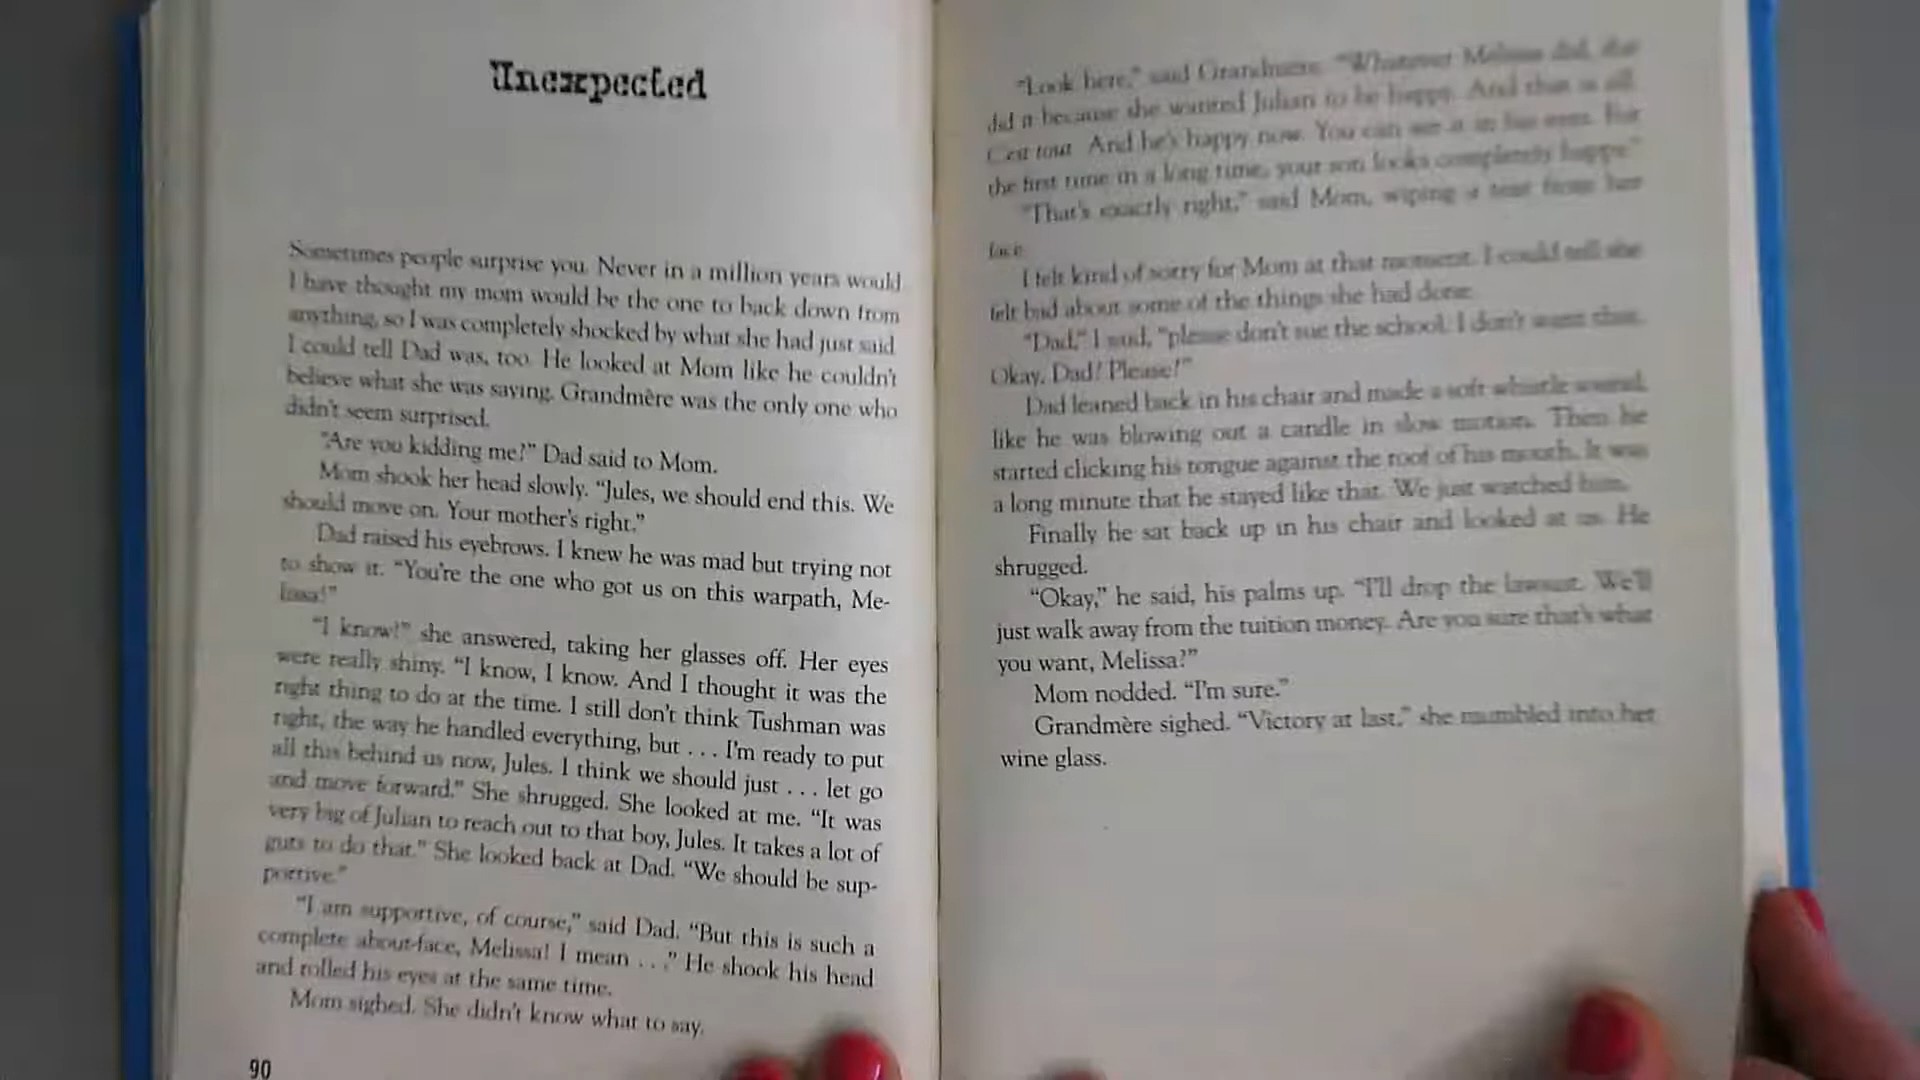 Unexpected
Sometimes people surprise you. Never in a million years would
I have thought my mom would be the one to back down from
anything, so I was completely shocked by what she had just said.
I could tell Dad was, too. He looked at Mom like he couldn't
believe what she was saying. Grandmère was the only one who
didn't seem surprised.
"Are you kidding me?" Dad said to Mom.
Mom shook her head slowly. "Jules, we should end this. We
should move on. Your mother's right."
Dad raised his eyebrows. I knew he was mad but trying not
to show it. "You're the one who got us on this warpath, Me-
lissa!"
"I know!" she answered, taking her glasses off. Her eyes
were really shiny. "I know, I know. And I thought it was the
right thing to do at the time. I still don't think Tushman was
right, the way he handled everything, but . . . I'm ready to put
all this behind us now, Jules. I think we should just . . . let go
and move forward." She shrugged. She looked at me. "It was
very big of Julian to reach out to that boy, Jules. It takes a lot of
guts to do that." She looked back at Dad. "We should be sup-
portive."
"I am supportive, of course," said Dad. "But this is such a
complete about-face, Melissa! I mean . . ." He shook his head
and rolled his eyes at the same time.
Mom sighed. She didn't know what to say.
90
"Look here," said Grandmère. "Whatever Melissa did, she
did it because she wanted Julian to be happy. And that is all.
C'est tout. And he's happy now. You can see it in his eyes. For
the first time in a long time, your son looks completely happy."
"That's exactly right," said Mom, wiping a tear from her
face.
I felt kind of sorry for Mom at that moment. I could tell she
felt bad about some of the things she had done.
"Dad," I said, "please don't sue the school. I don't want that.
Okay, Dad? Please?"
Dad leaned back in his chair and made a soft whistle sound,
like he was blowing out a candle in slow motion. Then he
started clicking his tongue against the roof of his mouth. It was
a long minute that he stayed like that. We just watched him.
Finally he sat back up in his chair and looked at us. He
shrugged.
"Okay," he said, his palms up. "I'll drop the lawsuit. We'll
just walk away from the tuition money. Are you sure that's what
you want, Melissa?"
Mom nodded. "I'm sure."
Grandmère sighed. "Victory at last," she mumbled into her
wine glass.